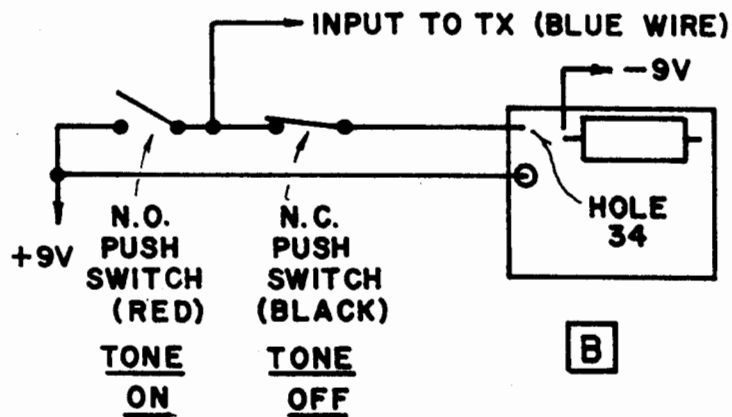 INPUT TO TX (BLUE WIRE)
-9V
HOLE
34
+9V
N.O.
PUSH
SWITCH
(RED)
TONE
ON
N.C.
PUSH
SWITCH
(BLACK)
TONE
OFF
B